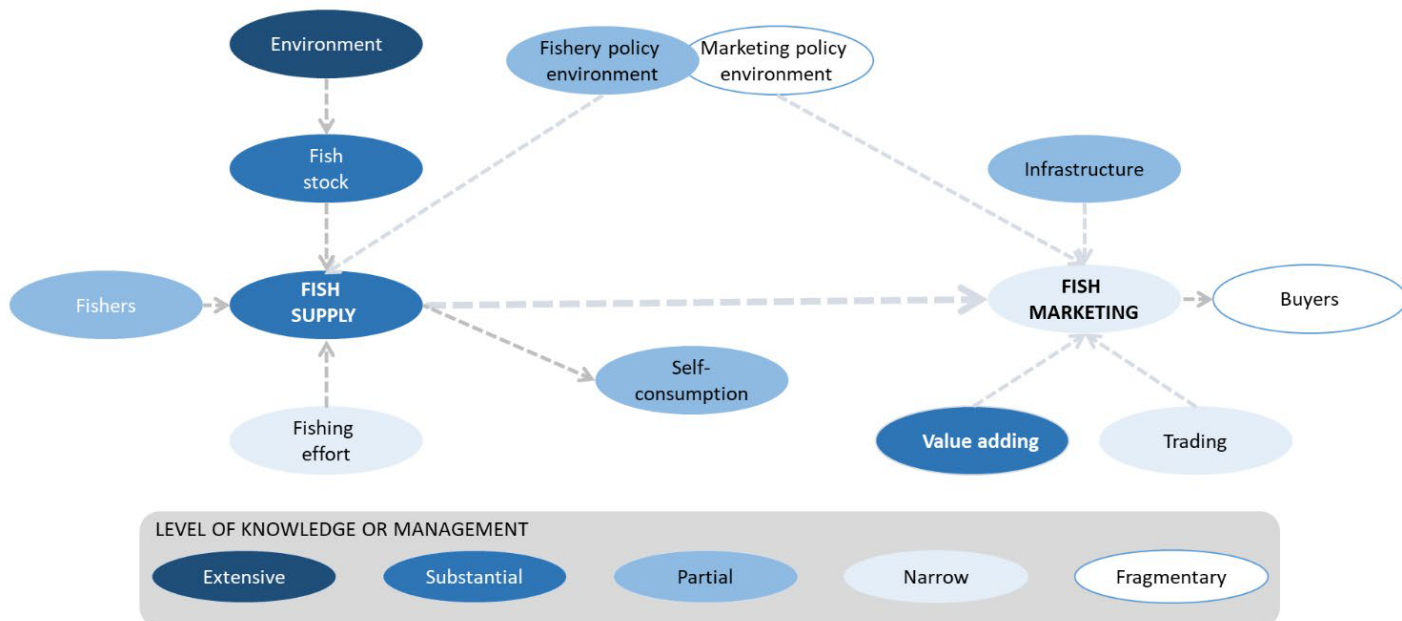 Environment
Fishery policy
environment
Marketing policy
environment
Fish
stock
Infrastructure
Fishers
FISH
SUPPLY
FISH
MARKETING
Buyers
Self-
consumption
Fishing
effort
Value adding
Trading
LEVEL OF KNOWLEDGE OR MANAGEMENT
Extensive
Substantial
Partial
Narrow
Fragmentary